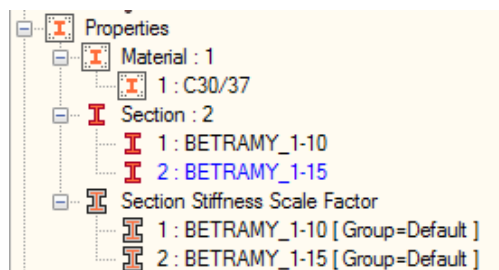 Properties
Material : 1
1 : C30/37
Section : 2
1 : BETRAMY_1-10
2 : BETRAMY_1-15
Section Stiffness Scale Factor
1 : BETRAMY_1-10 [ Group=Default ]
2 : BETRAMY_1-15 [ Group=Default ]